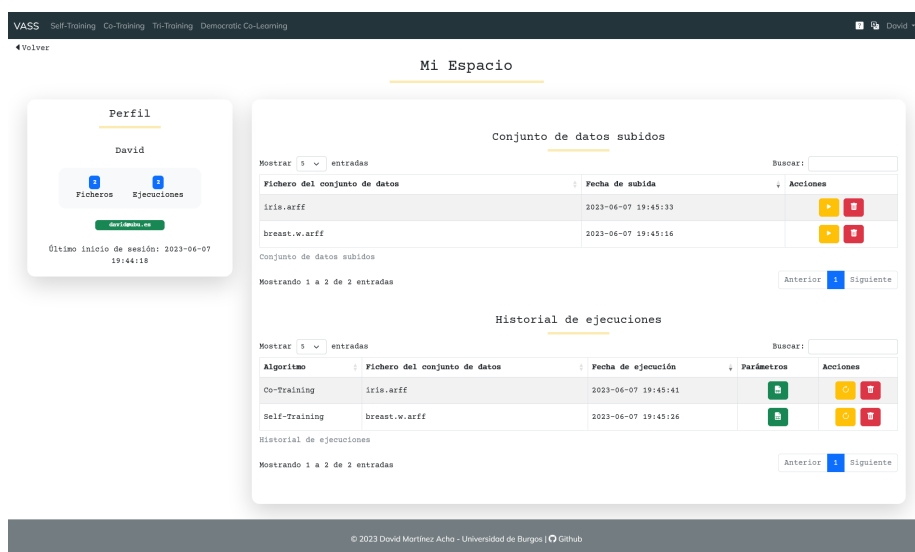 VASS Self-Training Co-Training Tri-Training Democratic Co-Learning David
Volver
Mi Espacio
Perfil
David
2 2
Ficheros Ejecuciones
david@ubu.es
Último inicio de sesión: 2023-06-07
19:44:18
Conjunto de datos subidos
Mostrar 5 entradas Buscar:
Fichero del conjunto de datos Fecha de subida Acciones
iris.arff 2023-06-07 19:45:33
breast.w.arff 2023-06-07 19:45:16
Conjunto de datos subidos
Mostrando 1 a 2 de 2 entradas Anterior 1 Siguiente
Historial de ejecuciones
Mostrar 5 entradas Buscar:
Algoritmo Fichero del conjunto de datos Fecha de ejecución Parámetros Acciones
Co-Training iris.arff 2023-06-07 19:45:41
Self-Training breast.w.arff 2023-06-07 19:45:26
Historial de ejecuciones
Mostrando 1 a 2 de 2 entradas Anterior 1 Siguiente
© 2023 David Martínez Acha - Universidad de Burgos | Github